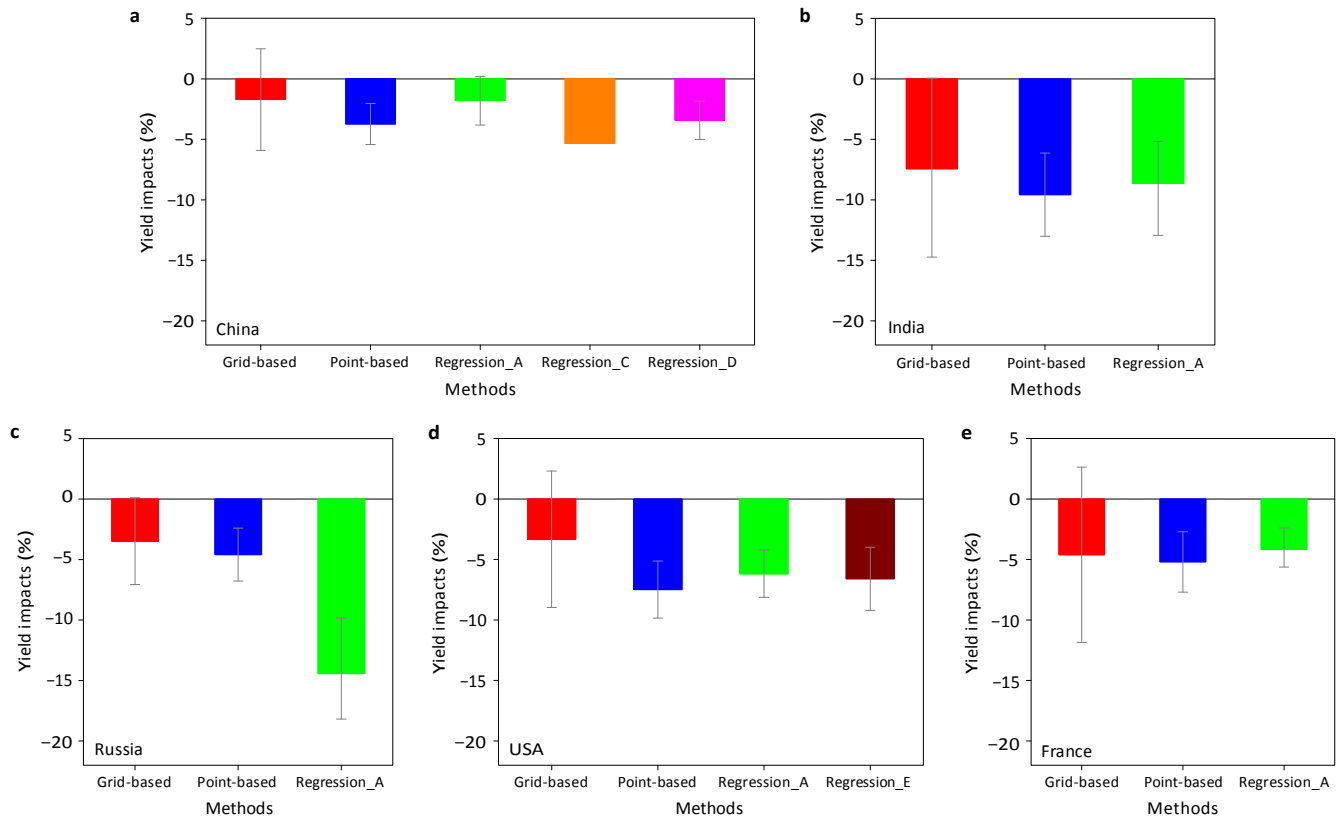 a
5
0
−5
−10
−15
−20
Yield impacts (%)
China
Grid-based Point-based Regression_A Regression_C Regression_D
Methods
b
5
0
−5
−10
−15
−20
Yield impacts (%)
India
Grid-based Point-based Regression_A
Methods
c
5
0
−5
−10
−15
−20
Yield impacts (%)
Russia
Grid-based Point-based Regression_A
Methods
d
5
0
−5
−10
−15
−20
Yield impacts (%)
USA
Grid-based Point-based Regression_A Regression_E
Methods
e
5
0
−5
−10
−15
−20
Yield impacts (%)
France
Grid-based Point-based Regression_A
Methods